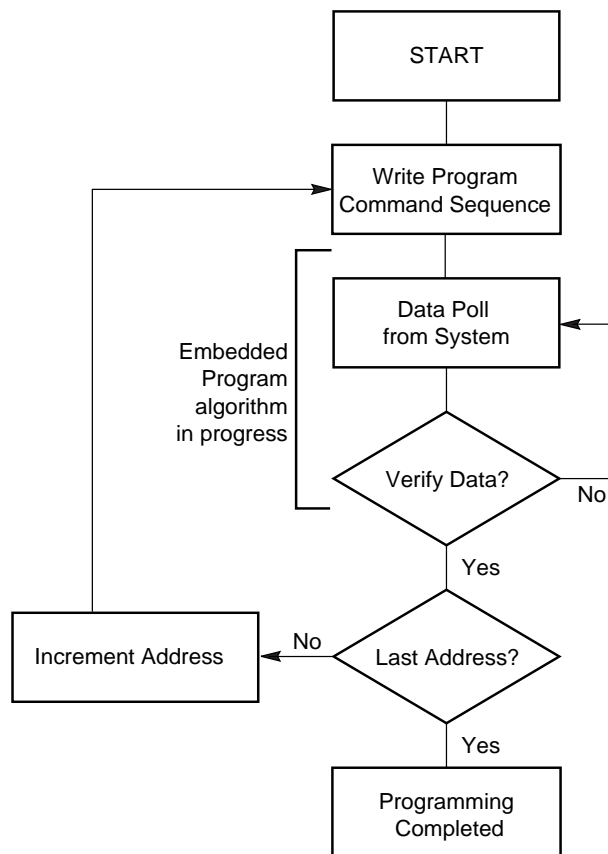 START
Write Program
Command Sequence
Data Poll
from System
Embedded
Program
algorithm
in progress
Verify Data?
No
Yes
No
Increment Address
Last Address?
Yes
Programming
Completed